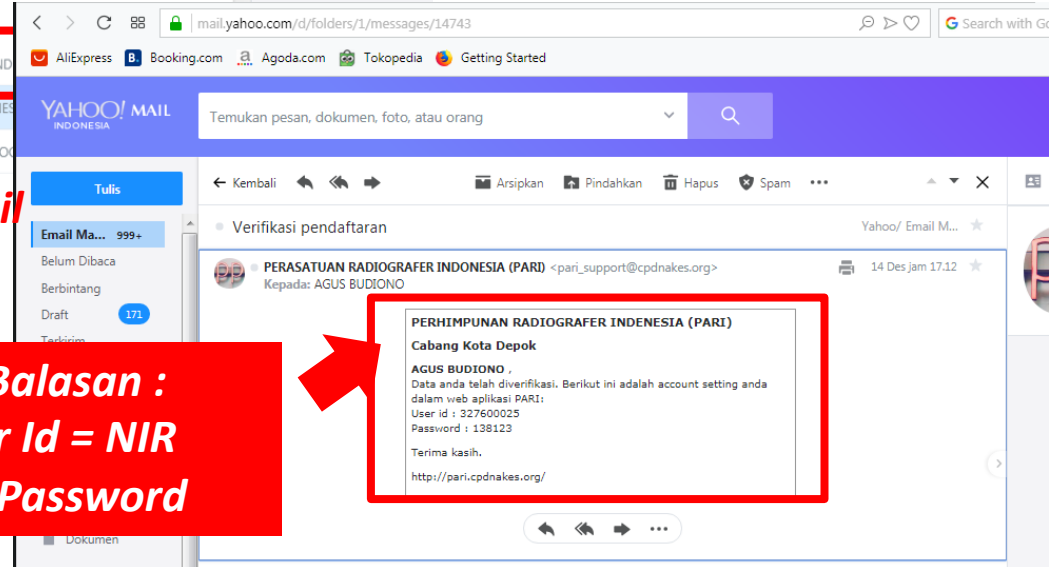 mail.yahoo.com/d/folders/1/messages/14743
G Search with Go
AliExpress B. Booking.com a Agoda.com Tokopedia Getting Started
YAHOO! MAIL
INDONESIA
Temukan pesan, dokumen, foto, atau orang
Tulis
Kembali Arsipkan Pindahkan Hapus Spam
il
Email Ma... 999+
Verifikasi pendaftaran Yahoo/ Email M...
Belum Dibaca
PERASATUAN RADIOGRAFER INDONESIA (PARI) <pari_support@cpdnakes.org> 14 Des jam 17.12
Kepada: AGUS BUDIONO
Berbintang
Draft 171
Terkirim
PERHIMPUNAN RADIOGRAFER INDENESIA (PARI)
Cabang Kota Depok
AGUS BUDIONO ,
Data anda telah diverifikasi. Berikut ini adalah account setting anda
dalam web aplikasi PARI:
User id : 327600025
Password : 138123
Terima kasih.
http://pari.cpdnakes.org/
Balasan :
r Id = NIR
Password
Dokumen